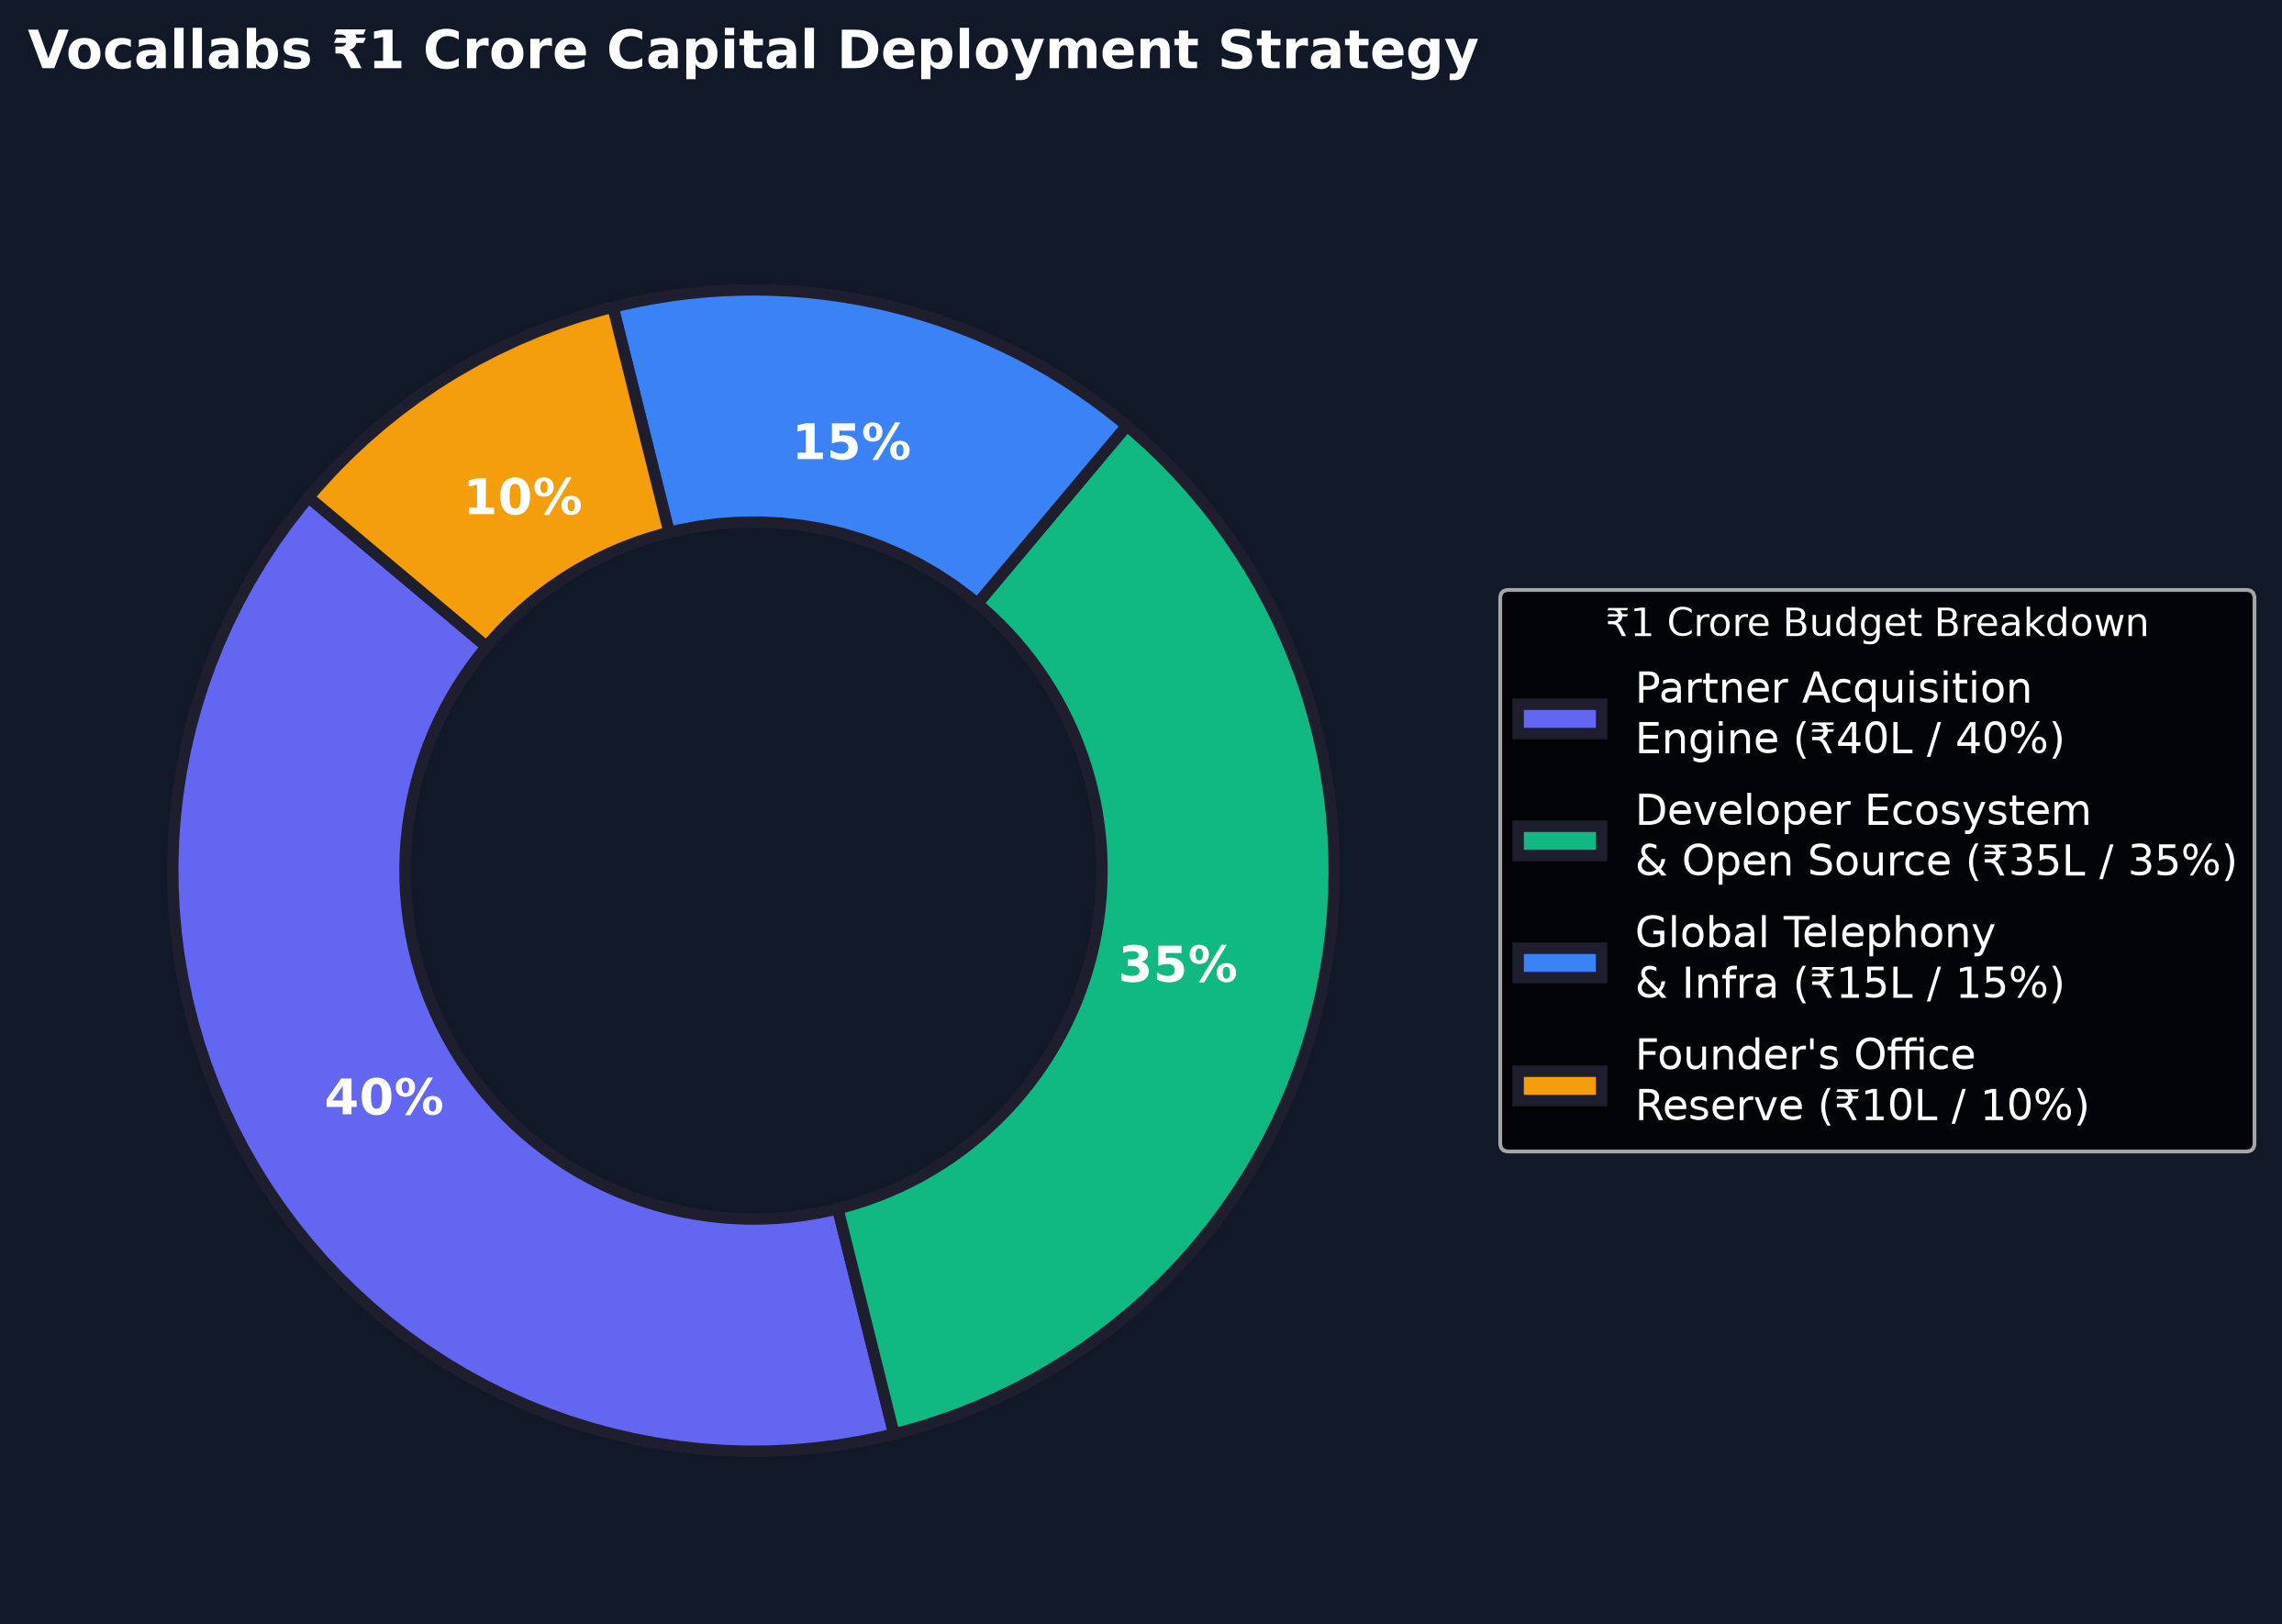 Vocallabs ₹1 Crore Capital Deployment Strategy
15%
10%
35%
40%
₹1 Crore Budget Breakdown
Partner Acquisition
Engine (₹40L / 40%)
Developer Ecosystem
& Open Source (₹35L / 35%)
Global Telephony
& Infra (₹15L / 15%)
Founder's Office
Reserve (₹10L / 10%)